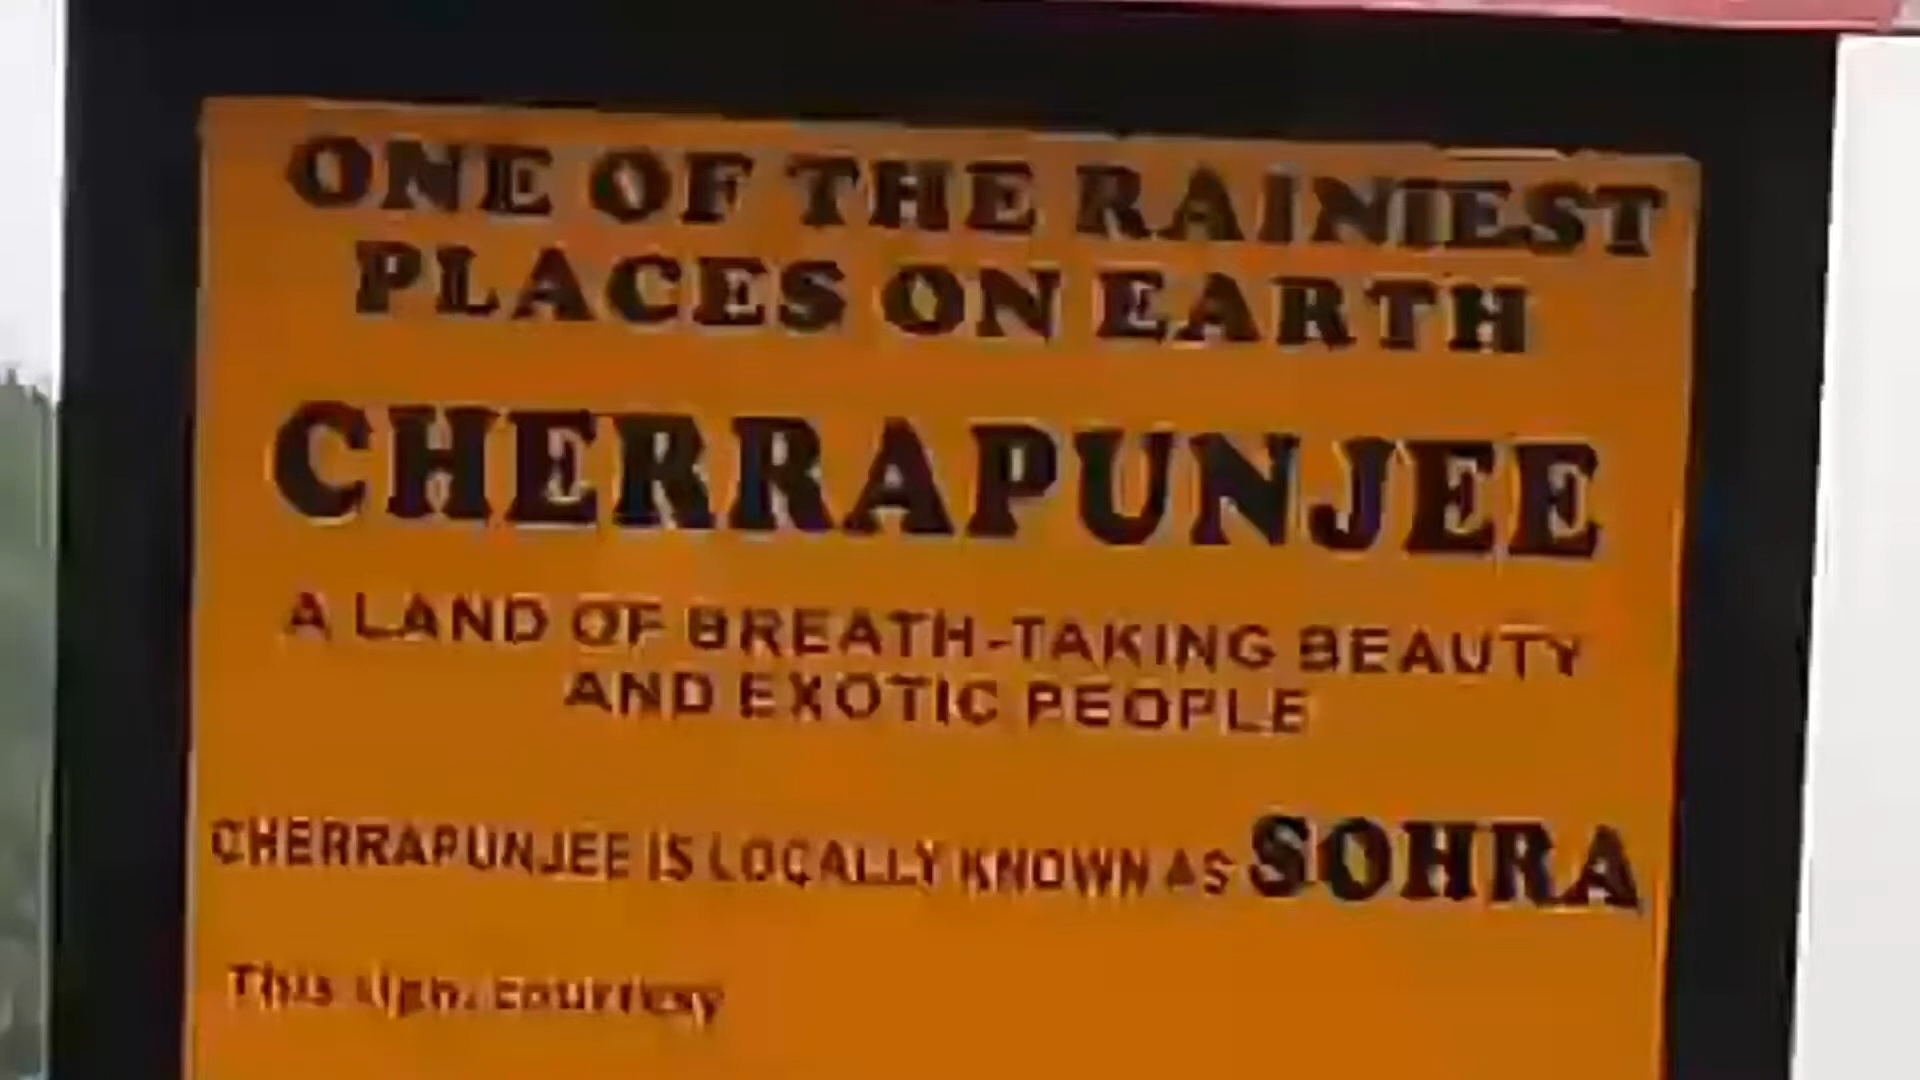 ONE OF THE RAINIEST
PLACES ON EARTH
CHERRAPUNJEE
A LAND OF BREATH-TAKING BEAUTY
AND EXOTIC PEOPLE
CHERRAPUNJEE IS LOCALLY KNOWN AS SOHRA
This sign courtesy